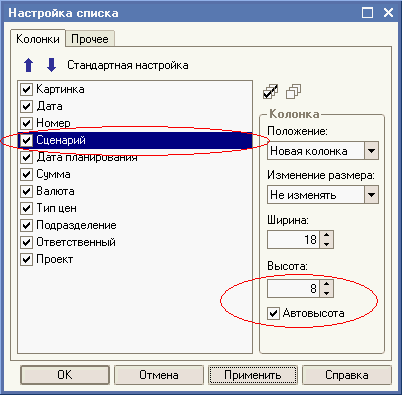 Настройка списка
Колонки
Прочее
Стандартная настройка
Картинка
Дата
Номер
Сценарий
Дата планирования
Сумма
Валюта
Тип цен
Подразделение
Ответственный
Проект
Колонка
Положение:
Новая колонка
Изменение размера:
Не изменять
Ширина:
18
Высота:
8
Автовысота
OK
Отмена
Применить
Справка